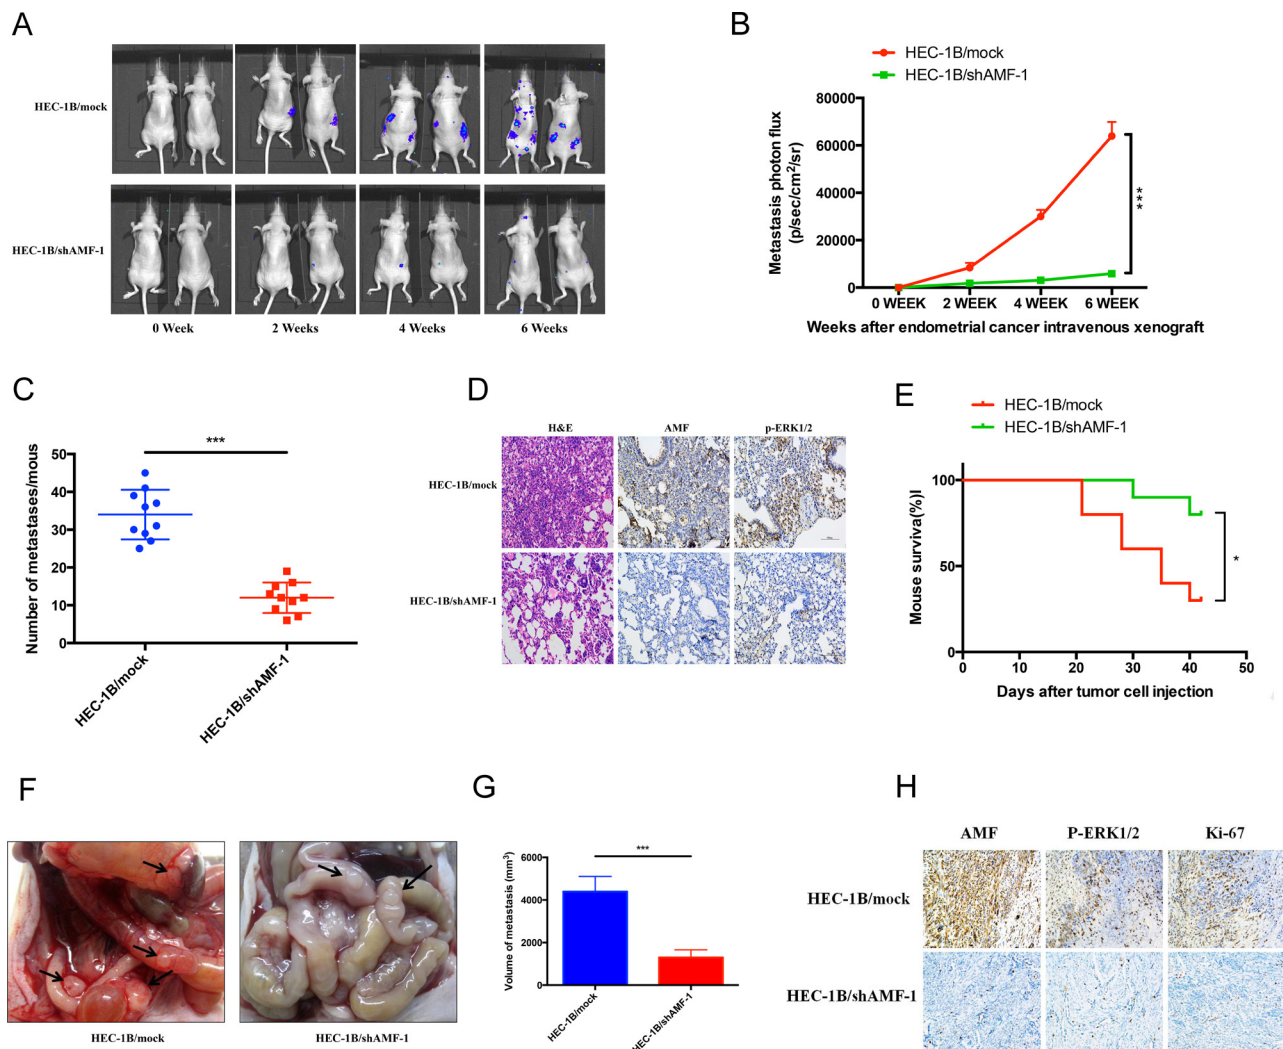 A
HEC-1B/mock
HEC-1B/shAMF-1
0 Week
2 Weeks
4 Weeks
6 Weeks
B
HEC-1B/mock
HEC-1B/shAMF-1
Metastasis photon flux
(p/sec/cm²/sr)
80000
60000
40000
20000
0
0 WEEK
2 WEEK
4 WEEK
6 WEEK
***
Weeks after endometrial cancer intravenous xenograft
C
***
Number of metastases/mous
50
40
30
20
10
0
HEC-1B/mock
HEC-1B/shAMF-1
D
H&E
AMF
p-ERK1/2
HEC-1B/mock
HEC-1B/shAMF-1
E
HEC-1B/mock
HEC-1B/shAMF-1
Mouse surviva(%)l
100
50
0
0
10
20
30
40
50
*
Days after tumor cell injection
F
HEC-1B/mock
HEC-1B/shAMF-1
G
***
Volume of metastasis (mm³)
6000
4000
2000
0
HEC-1B/mock
HEC-1B/shAMF-1
H
AMF
P-ERK1/2
Ki-67
HEC-1B/mock
HEC-1B/shAMF-1